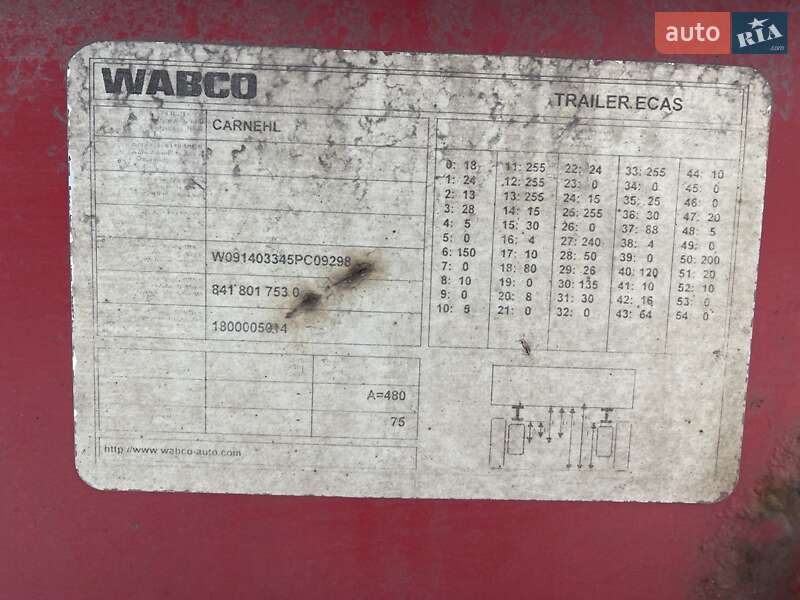 auto RIA .com
WABCO
TRAILER ECAS
CARNEHL
W091403345PC09298
841 801 753 0
1800005014
A=480
75
http://www.wabco-auto.com
0: 18 11: 255 22: 24 33: 255 44: 10
1: 24 12: 255 23: 0 34: 0 45: 0
2: 13 13: 255 24: 15 35: 25 46: 0
3: 28 14: 15 25: 255 36: 30 47: 20
4: 5 15: 30 26: 0 37: 88 48: 5
5: 0 16: 4 27: 240 38: 4 49: 0
6: 150 17: 10 28: 50 39: 0 50: 200
7: 0 18: 80 29: 26 40: 120 51: 20
8: 10 19: 0 30: 135 41: 10 52: 10
9: 0 20: 8 31: 30 42: 16 53: 0
10: 5 21: 0 32: 0 43: 64 54: 0